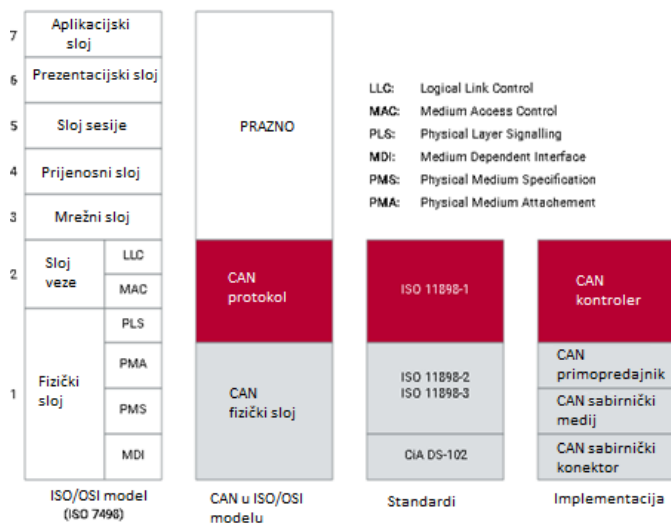 7
Aplikacijski
sloj
6
Prezentacijski sloj
5
Sloj sesije
4
Prijenosni sloj
3
Mrežni sloj
2
Sloj
veze
LLC
MAC
1
Fizički
sloj
PLS
PMA
PMS
MDI
ISO/OSI model
(ISO 7498)
PRAZNO
CAN
protokol
CAN
fizički sloj
CAN u ISO/OSI
modelu
LLC: Logical Link Control
MAC: Medium Access Control
PLS: Physical Layer Signalling
MDI: Medium Dependent Interface
PMS: Physical Medium Specification
PMA: Physical Medium Attachement
ISO 11898-1
ISO 11898-2
ISO 11898-3
CiA DS-102
Standardi
CAN
kontroler
CAN
primopredajnik
CAN sabirnički
medij
CAN sabirnički
konektor
Implementacija